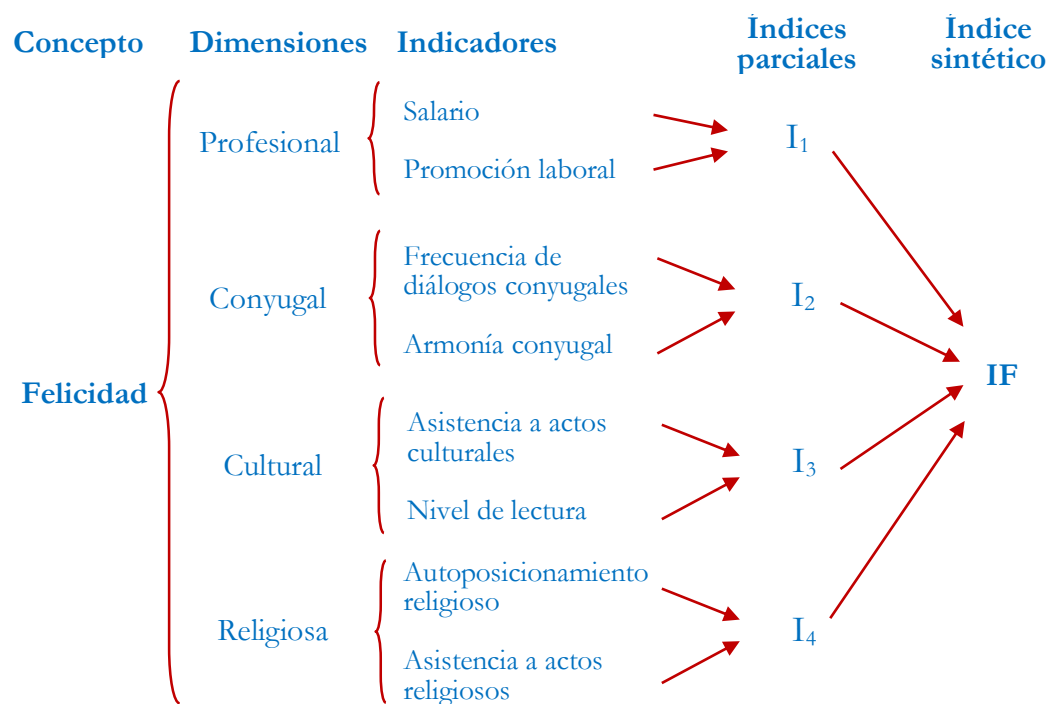 Concepto
Dimensiones
Indicadores
Índices
parciales
Índice
sintético
Felicidad
Profesional
Salario
Promoción laboral
I₁
Conyugal
Frecuencia de
diálogos conyugales
Armonía conyugal
I₂
Cultural
Asistencia a actos
culturales
Nivel de lectura
I₃
Religiosa
Autoposicionamiento
religioso
Asistencia a actos
religiosos
I₄
IF